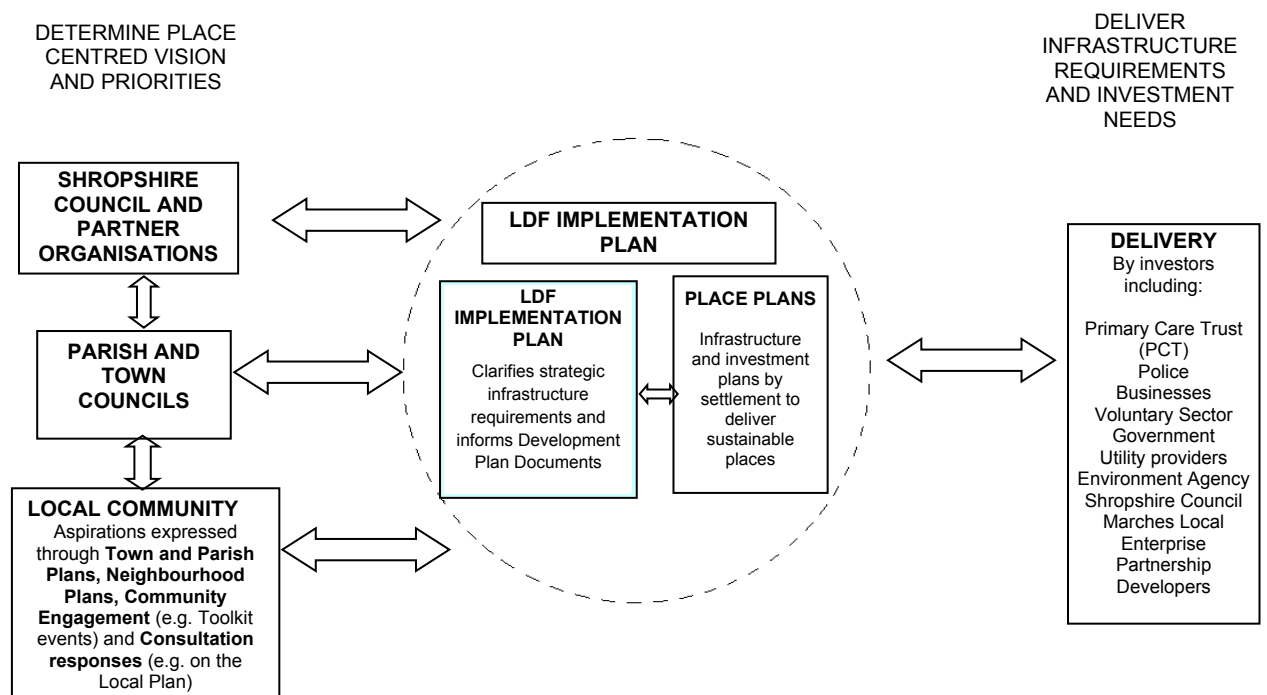 DETERMINE PLACE
CENTRED VISION
AND PRIORITIES
DELIVER
INFRASTRUCTURE
REQUIREMENTS
AND INVESTMENT
NEEDS
SHROPSHIRE
COUNCIL AND
PARTNER
ORGANISATIONS
PARISH AND
TOWN
COUNCILS
LOCAL COMMUNITY
Aspirations expressed
through Town and Parish
Plans, Neighbourhood
Plans, Community
Engagement (e.g. Toolkit
events) and Consultation
responses (e.g. on the
Local Plan)
LDF IMPLEMENTATION
PLAN
LDF
IMPLEMENTATION
PLAN
Clarifies strategic
infrastructure
requirements and
informs Development
Plan Documents
PLACE PLANS
Infrastructure
and investment
plans by
settlement to
deliver
sustainable
places
DELIVERY
By investors
including:
Primary Care Trust
(PCT)
Police
Businesses
Voluntary Sector
Government
Utility providers
Environment Agency
Shropshire Council
Marches Local
Enterprise
Partnership
Developers